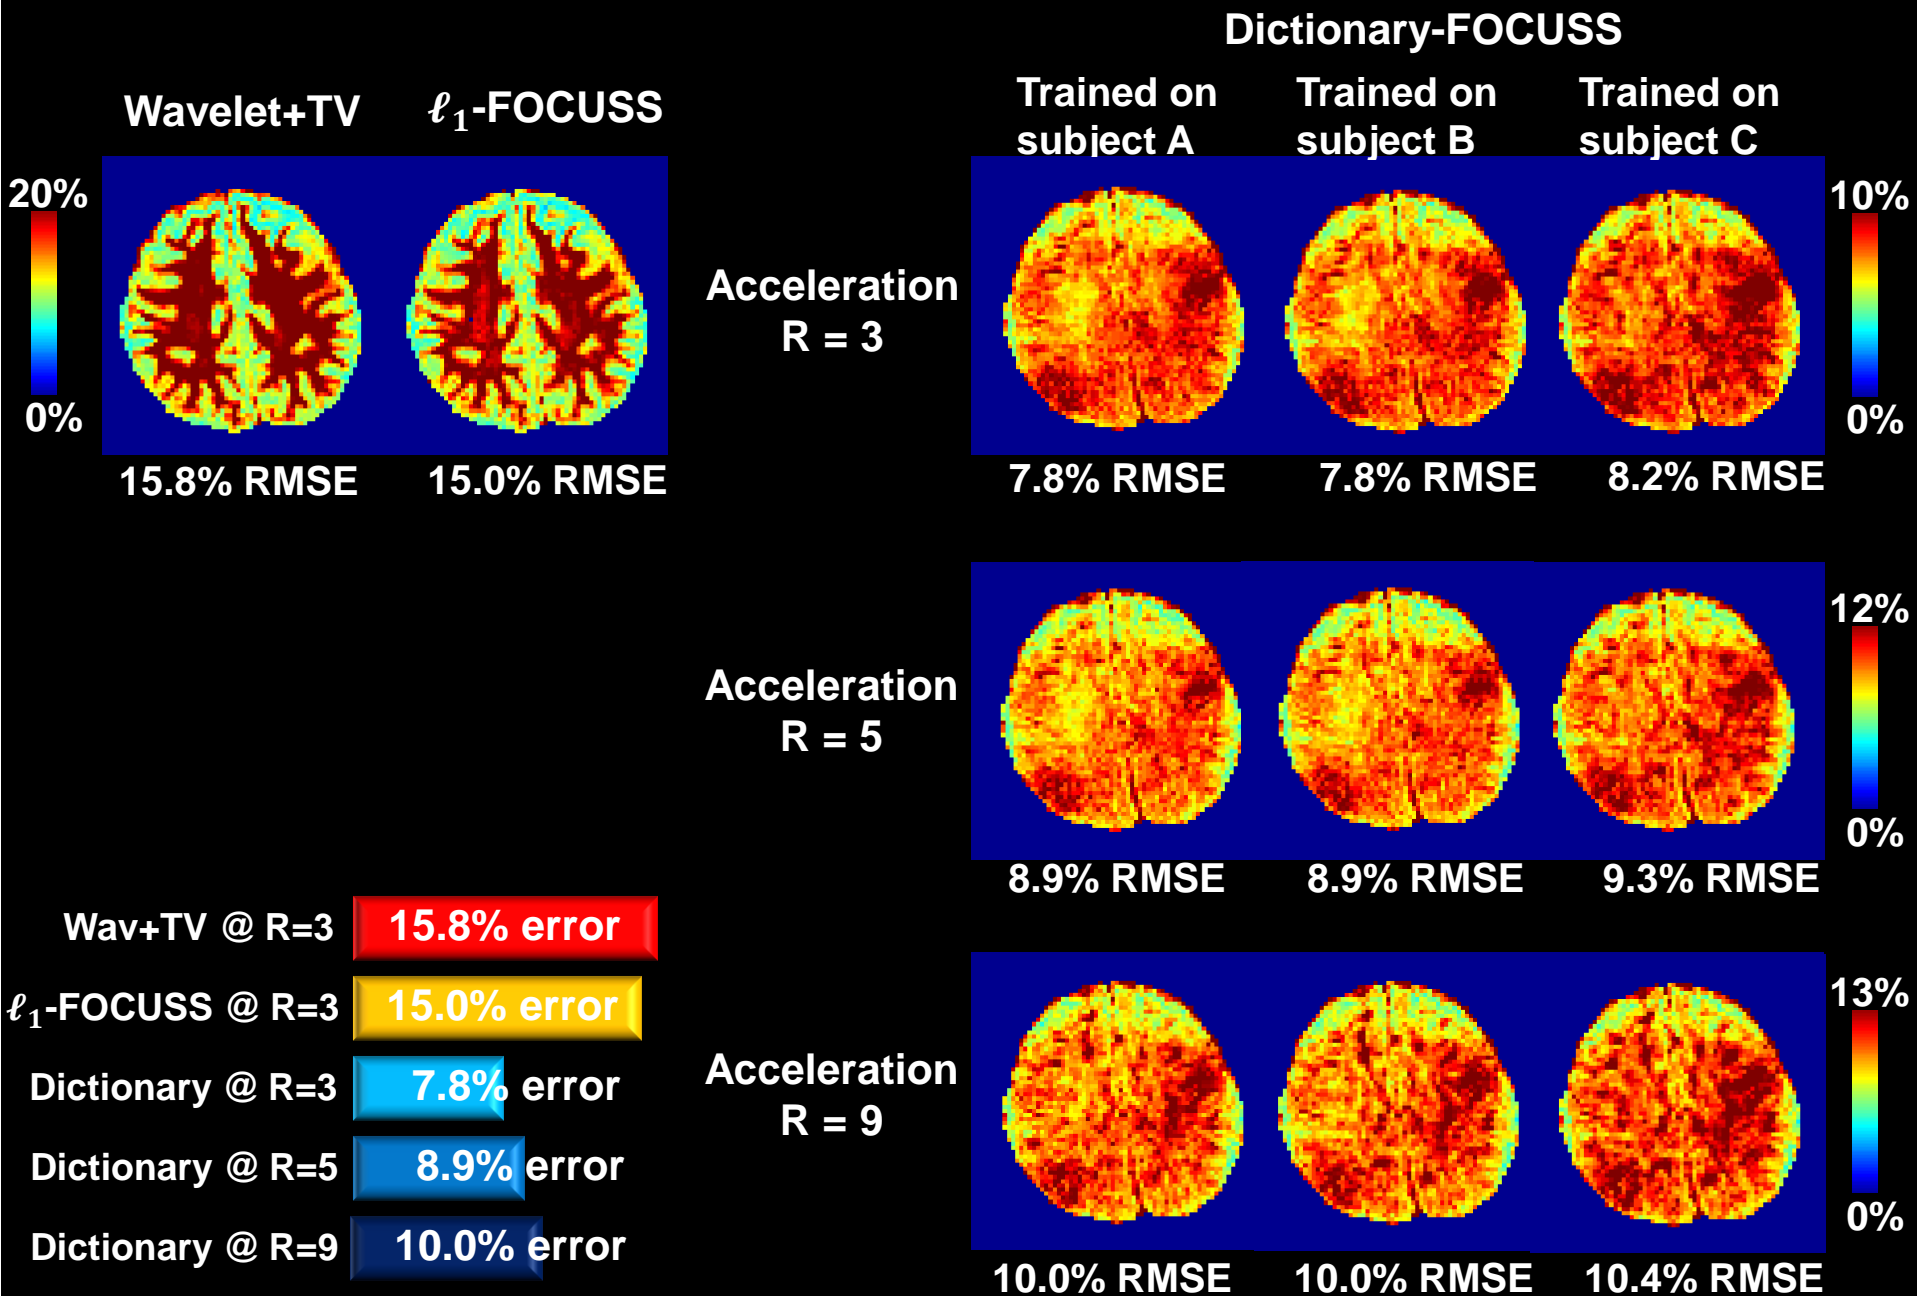 Dictionary-FOCUSS
Wavelet+TV
ℓ₁-FOCUSS
Trained on
subject A
Trained on
subject B
Trained on
subject C
20%
0%
15.8% RMSE
15.0% RMSE
Acceleration
R = 3
10%
0%
7.8% RMSE
7.8% RMSE
8.2% RMSE
Acceleration
R = 5
12%
0%
8.9% RMSE
8.9% RMSE
9.3% RMSE
Wav+TV @ R=3
15.8% error
ℓ₁-FOCUSS @ R=3
15.0% error
Dictionary @ R=3
7.8% error
Dictionary @ R=5
8.9% error
Dictionary @ R=9
10.0% error
Acceleration
R = 9
13%
0%
10.0% RMSE
10.0% RMSE
10.4% RMSE